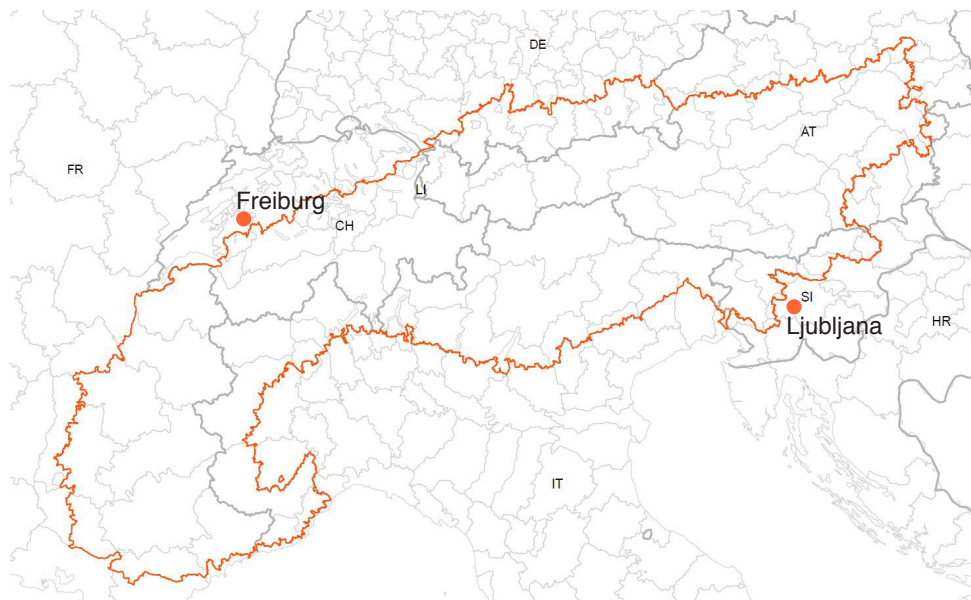 DE
AT
FR
LI
Freiburg
CH
SI
Ljubljana
HR
IT